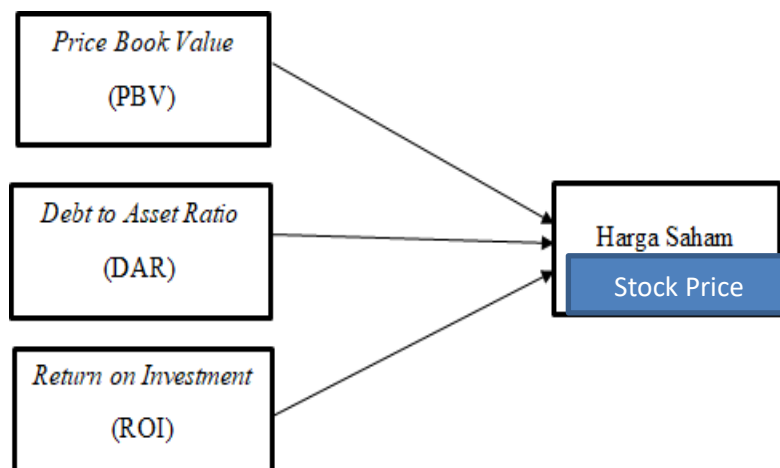 Price Book Value
(PBV)
Debt to Asset Ratio
(DAR)
Return on Investment
(ROI)
Harga Saham
Stock Price